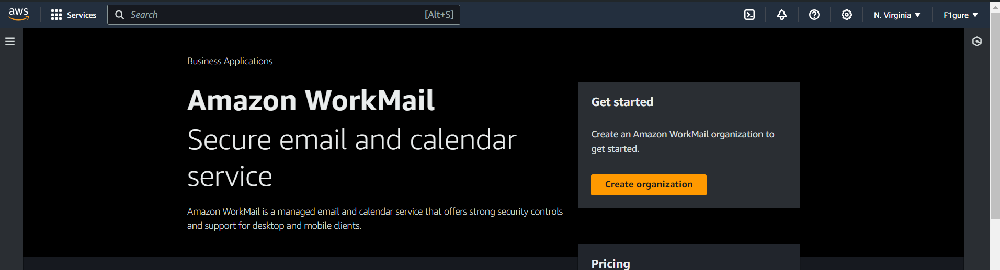 aws Services Search [Alt+S] N. Virginia F1gure
Business Applications
Amazon WorkMail
Secure email and calendar
service
Amazon WorkMail is a managed email and calendar service that offers strong security controls
and support for desktop and mobile clients.
Get started
Create an Amazon WorkMail organization to
get started.
Create organization
Pricing